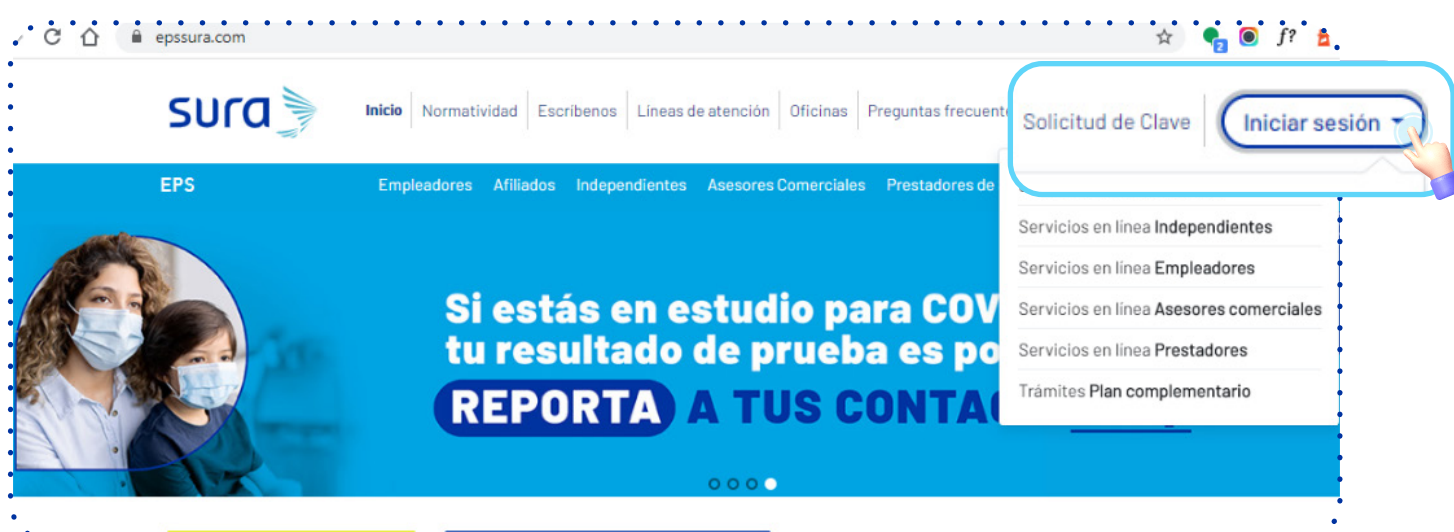 epssura.com
2
f?
sura
Inicio Normatividad Escríbenos Líneas de atención Oficinas Preguntas
Solicitud de Clave
Iniciar sesión
EPS
Empleadores Afiliados Independientes Asesores Comerciales Prestadores de
Servicios en línea Independientes
Servicios en línea Empleadores
Servicios en línea Asesores comerciales
Servicios en línea Prestadores
Trámites Plan complementario
Si estás en estudio para COV
tu resultado de prueba es po
REPORTA A TUS CONTA